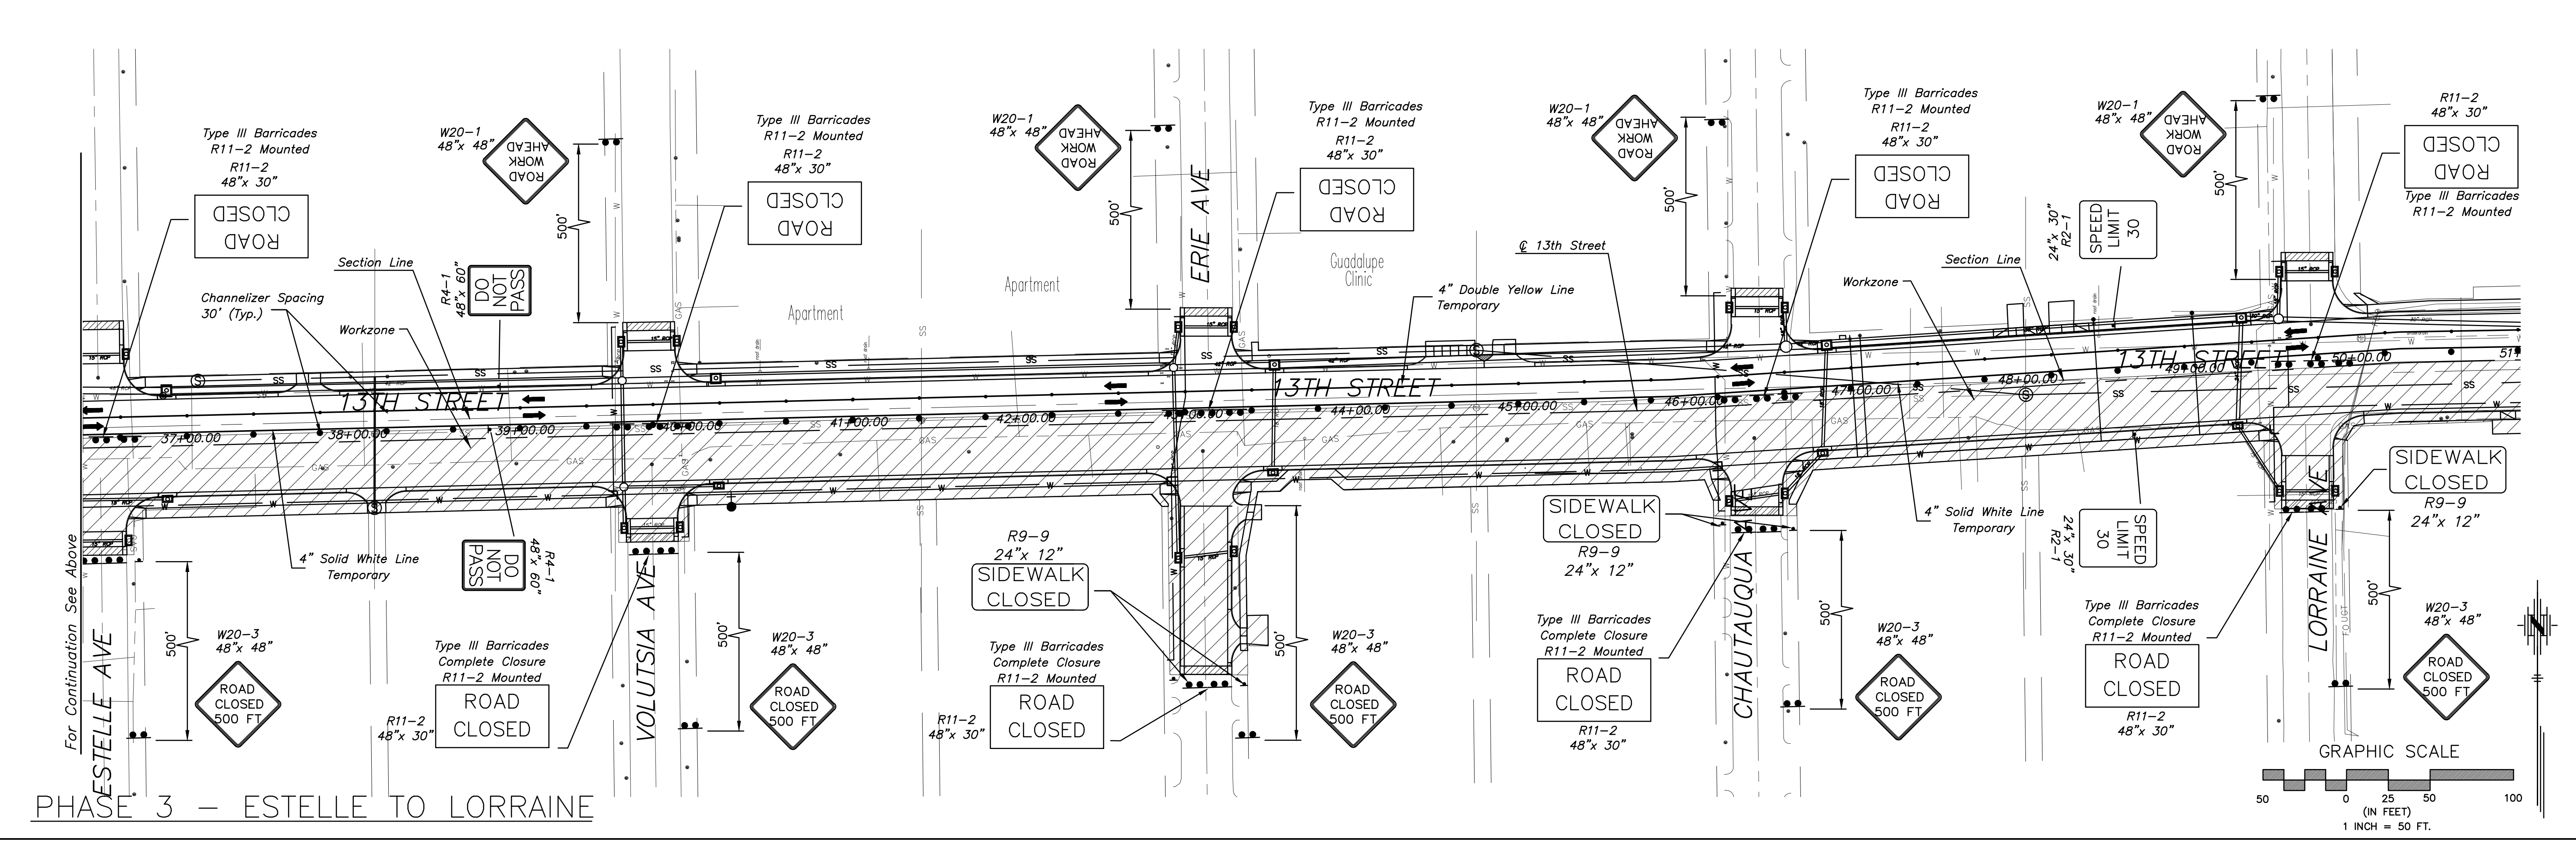 Type III Barricades
R11-2 Mounted
R11-2
48"x 30"
ROAD
CLOSED
W20-1
48"x 48"
ROAD
WORK
AHEAD
500'
Type III Barricades
R11-2 Mounted
R11-2
48"x 30"
ROAD
CLOSED
W20-1
48"x 48"
ROAD
WORK
AHEAD
500'
ERIE AVE
Type III Barricades
R11-2 Mounted
R11-2
48"x 30"
ROAD
CLOSED
W20-1
48"x 48"
ROAD
WORK
AHEAD
500'
Type III Barricades
R11-2 Mounted
R11-2
48"x 30"
ROAD
CLOSED
W20-1
48"x 48"
ROAD
WORK
AHEAD
500'
R11-2
48"x 30"
ROAD
CLOSED
Type III Barricades
R11-2 Mounted
Section Line
Channelizer Spacing
30' (Typ.)
Workzone
R4-1
48"x 60"
DO
NOT
PASS
Apartment
Apartment
Guadalupe
Clinic
℄ 13th Street
4" Double Yellow Line
Temporary
Workzone
Section Line
24"x 30"
R2-1
SPEED
LIMIT
30
13TH STREET
13TH STREET
13TH STREET
37+00.00
38+00.00
39+00.00
40+00.00
41+00.00
42+00.00
44+00.00
45+00.00
46+00.00
47+00.00
48+00.00
49+00.00
50+00.00
SS
SS
SS
SS
GAS
GAS
GAS
GAS
W
W
W
15" RCP
15" RCP
15" RCP
4" Solid White Line
Temporary
DO
NOT
PASS
R4-1
48"x 60"
R9-9
24"x 12"
SIDEWALK
CLOSED
SIDEWALK
CLOSED
R9-9
24"x 12"
4" Solid White Line
Temporary
SPEED
LIMIT
30
24"x 30"
R2-1
SIDEWALK
CLOSED
R9-9
24"x 12"
For Continuation See Above
ESTELLE AVE
500'
W20-3
48"x 48"
ROAD
CLOSED
500 FT
Type III Barricades
Complete Closure
R11-2 Mounted
ROAD
CLOSED
R11-2
48"x 30"
VOLUTSIA AVE
500'
W20-3
48"x 48"
ROAD
CLOSED
500 FT
Type III Barricades
Complete Closure
R11-2 Mounted
ROAD
CLOSED
R11-2
48"x 30"
500'
W20-3
48"x 48"
ROAD
CLOSED
500 FT
Type III Barricades
Complete Closure
R11-2 Mounted
ROAD
CLOSED
R11-2
48"x 30"
CHAUTAUQUA AVE
500'
W20-3
48"x 48"
ROAD
CLOSED
500 FT
Type III Barricades
Complete Closure
R11-2 Mounted
ROAD
CLOSED
R11-2
48"x 30"
LORRAINE AVE
500'
W20-3
48"x 48"
ROAD
CLOSED
500 FT
N
GRAPHIC SCALE
50 0 25 50 100
(IN FEET)
1 INCH = 50 FT.
PHASE 3 - ESTELLE TO LORRAINE